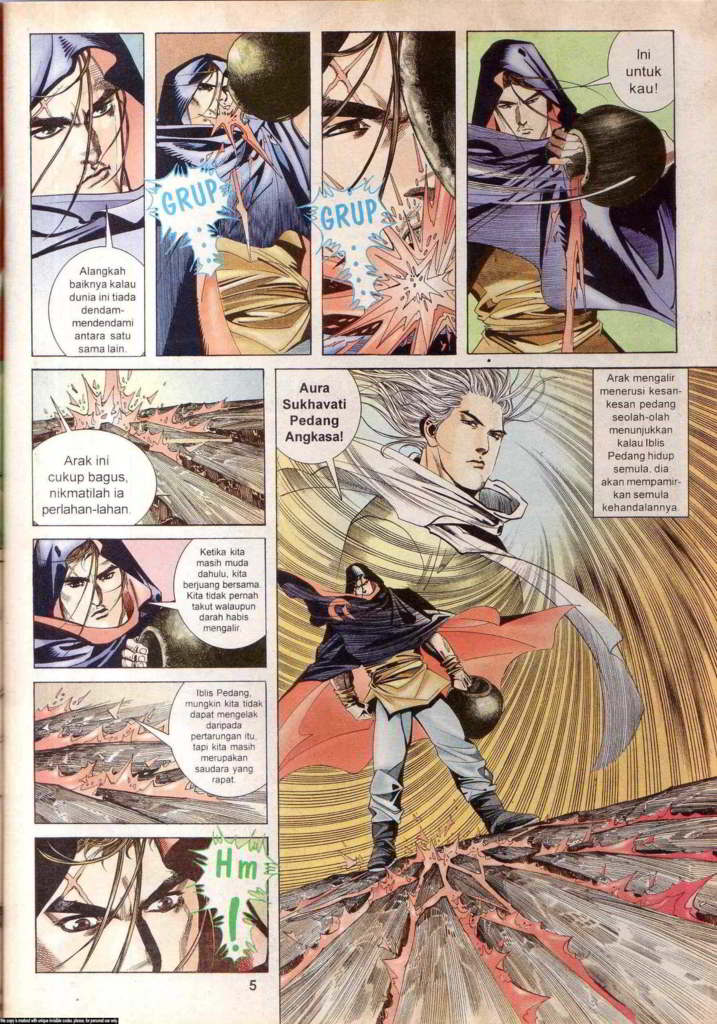 Alangkah
baiknya kalau
dunia ini tiada
dendam-
mendendami
antara satu
sama lain.
GRUP
GRUP
Ini
untuk
kau!
Arak ini
cukup bagus,
nikmatilah ia
perlahan-lahan.
Aura
Sukhavati
Pedang
Angkasa!
Arak mengalir
menerusi kesan-
kesan pedang
seolah-olah
menunjukkan
kalau Iblis
Pedang hidup
semula, dia
akan mempamir-
kan semula
kehandalannya.
Ketika kita
masih muda
dahulu, kita
berjuang bersama.
Kita tidak pernah
takut walaupun
darah habis
mengalir.
Iblis Pedang,
mungkin kita tidak
dapat mengelak
daripada
pertarungan itu,
tapi kita masih
merupakan
saudara yang
rapat.
Hm
!
5